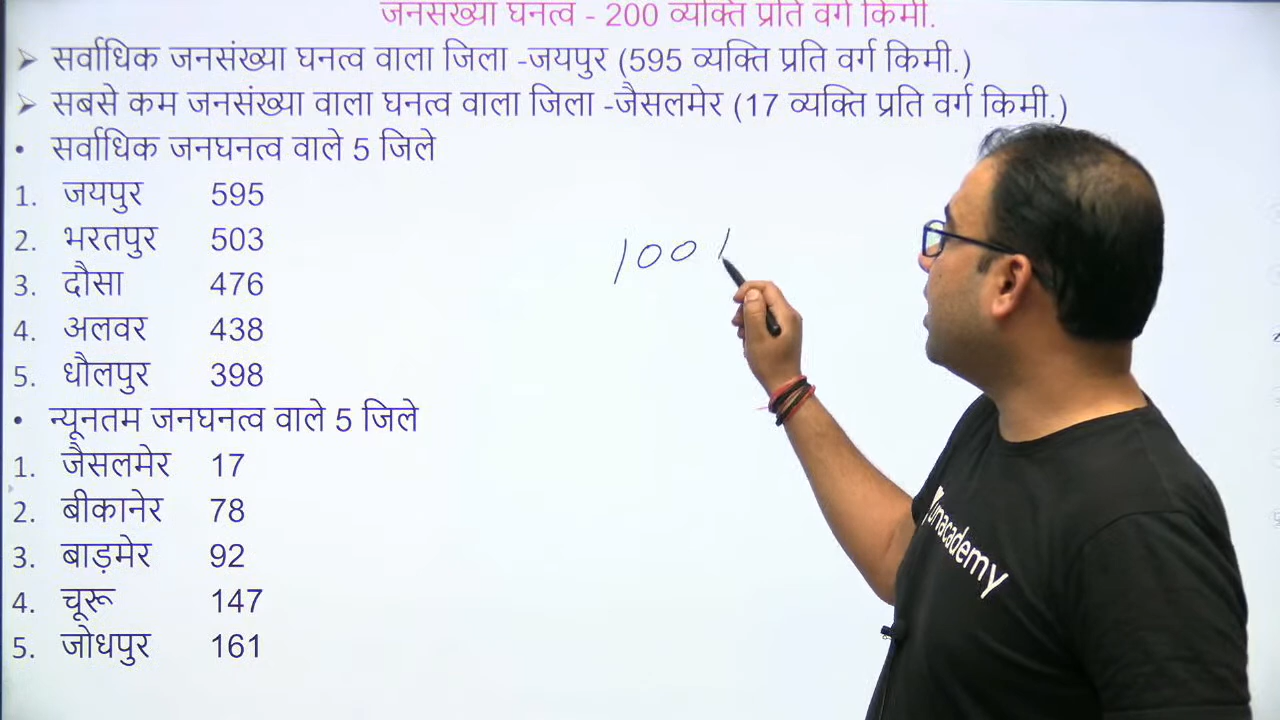 जनसंख्या घनत्व - 200 व्यक्ति प्रति वर्ग किमी.
➢ सर्वाधिक जनसंख्या घनत्व वाला जिला -जयपुर (595 व्यक्ति प्रति वर्ग किमी.)
➢ सबसे कम जनसंख्या वाला घनत्व वाला जिला -जैसलमेर (17 व्यक्ति प्रति वर्ग किमी.)
• सर्वाधिक जनघनत्व वाले 5 जिले
1. जयपुर 595
2. भरतपुर 503
3. दौसा 476
4. अलवर 438
5. धौलपुर 398
• न्यूनतम जनघनत्व वाले 5 जिले
1. जैसलमेर 17
2. बीकानेर 78
3. बाड़मेर 92
4. चूरू 147
5. जोधपुर 161
1001
unacademy